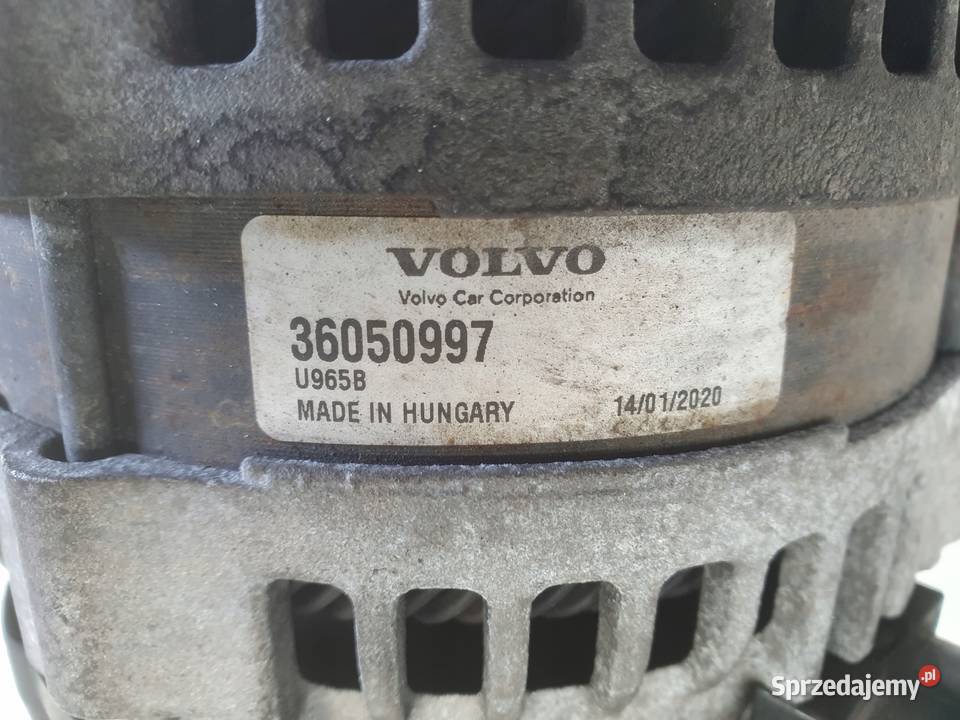 VOLVO
Volvo Car Corporation
36050997
U965B
MADE IN HUNGARY 14/01/2020
Sprzedajemy.pl